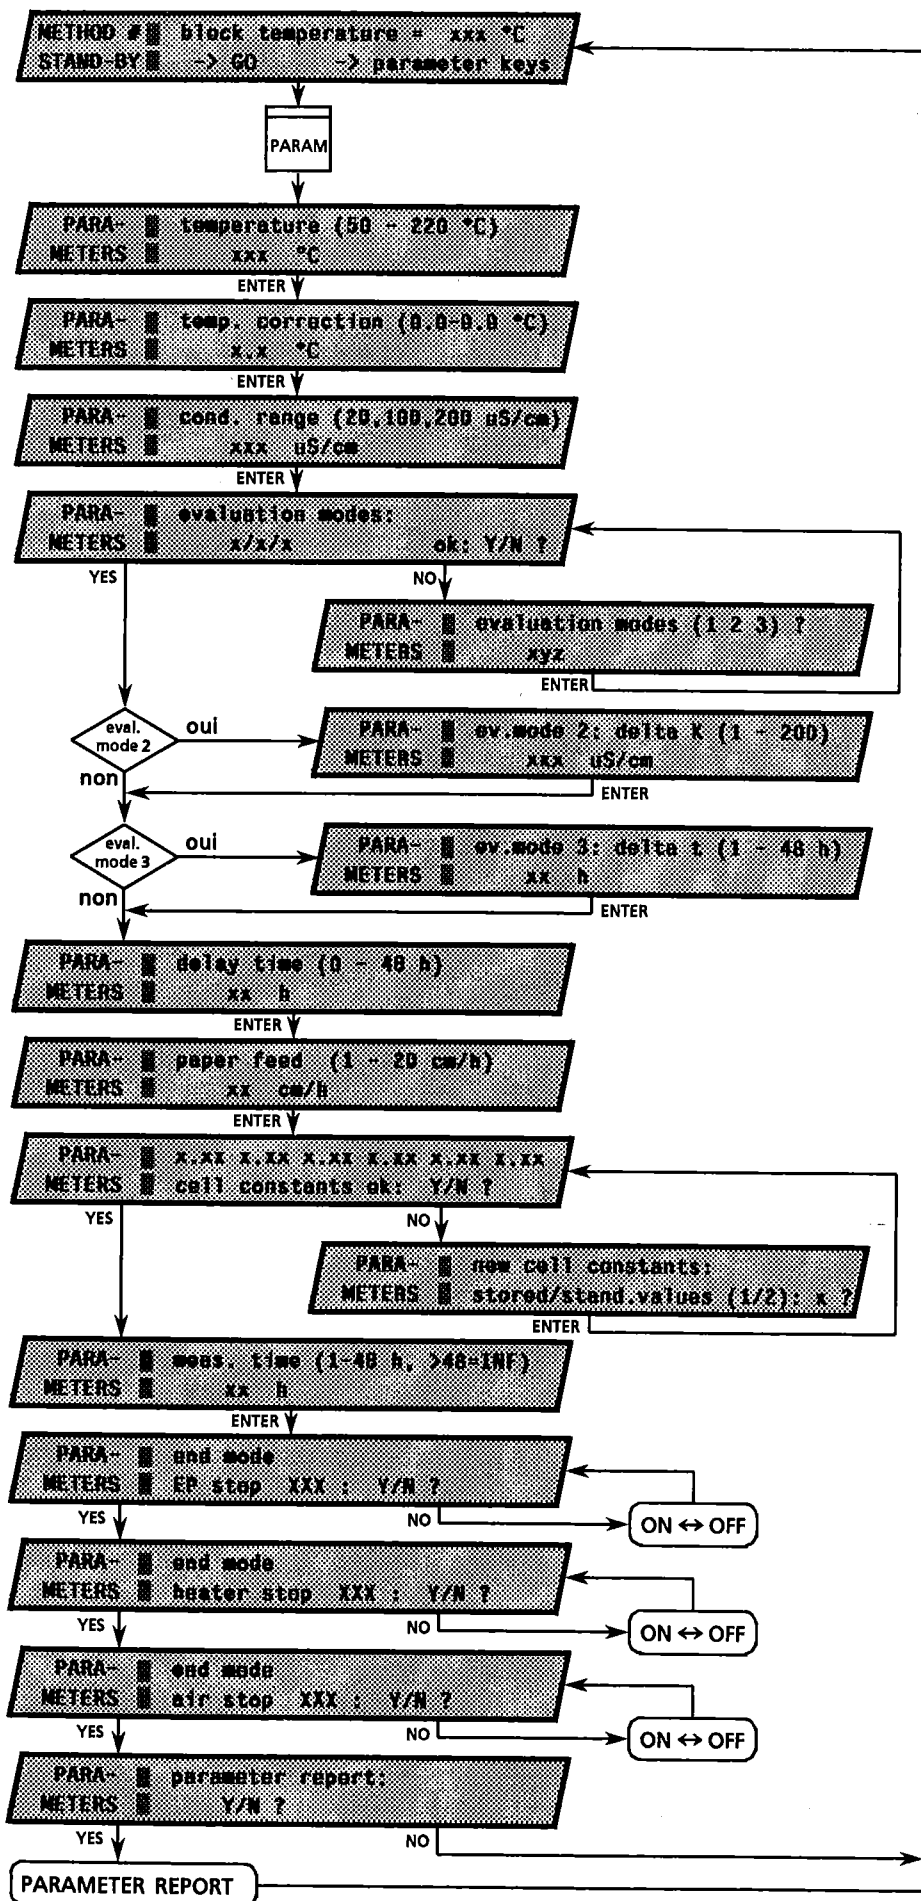 METHOD # block temperature = xxx °C
STAND-BY -> GO -> parameter keys
PARAM
PARA- temperature (50 - 220 °C)
METERS xxx °C
ENTER
PARA- temp. correction (0.0-9.9 °C)
METERS x.x °C
ENTER
PARA- cond. range (20,100,200 uS/cm)
METERS xxx uS/cm
ENTER
PARA- evaluation modes:
METERS x/x/x ok: Y/N ?
YES NO
PARA- evaluation modes (1 2 3) ?
METERS xyz
ENTER
eval. mode 2
oui
non
PARA- ev.mode 2: delta K (1 - 200)
METERS xxx uS/cm
ENTER
eval. mode 3
oui
non
PARA- ev.mode 3: delta t (1 - 48 h)
METERS xx h
ENTER
PARA- delay time (0 - 48 h)
METERS xx h
ENTER
PARA- paper feed (1 - 20 cm/h)
METERS xx cm/h
ENTER
PARA- x.xx x.xx x.xx x.xx x.xx x.xx
METERS cell constants ok: Y/N ?
YES NO
PARA- new cell constants:
METERS stored/stand.values (1/2): x ?
ENTER
PARA- meas. time (1-48 h, >48=INF)
METERS xx h
ENTER
PARA- end mode
METERS EP stop XXX : Y/N ?
YES NO
ON ↔ OFF
PARA- end mode
METERS heater stop XXX : Y/N ?
YES NO
ON ↔ OFF
PARA- end mode
METERS air stop XXX : Y/N ?
YES NO
ON ↔ OFF
PARA- parameter report:
METERS Y/N ?
YES NO
PARAMETER REPORT